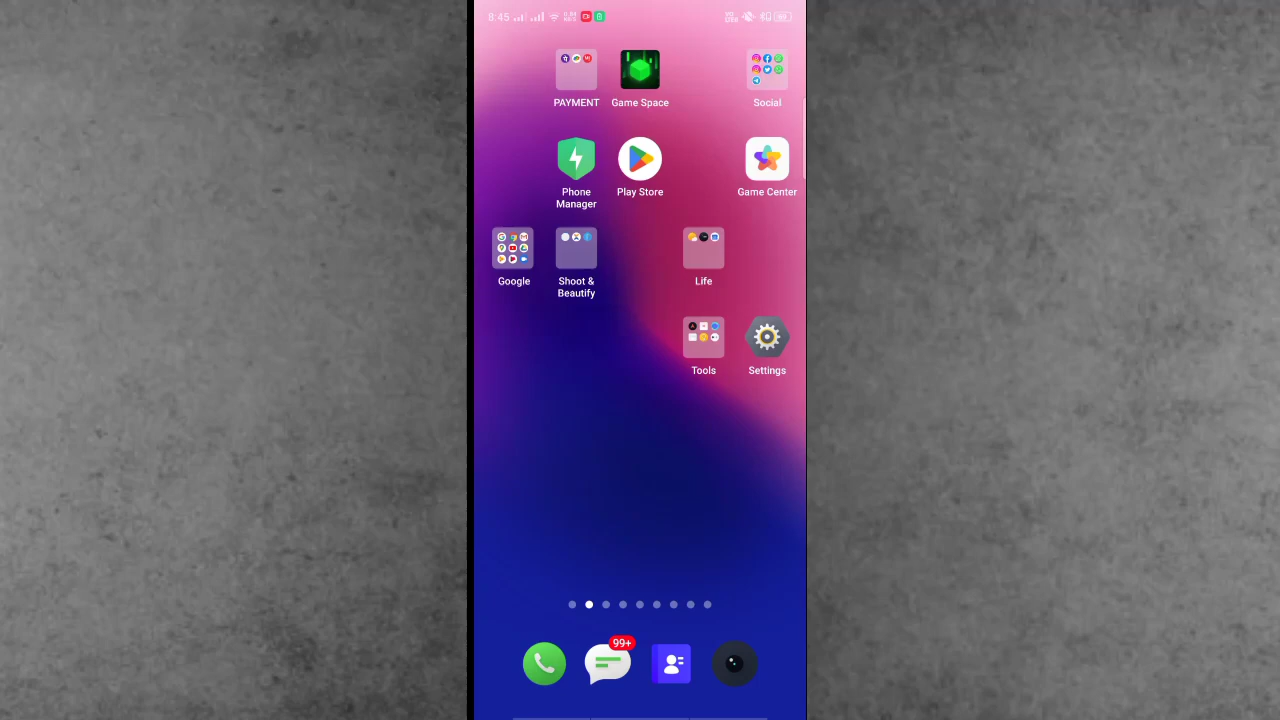 8:45
PAYMENT
Game Space
Social
Phone
Manager
Play Store
Game Center
Google
Shoot &
Beautify
Life
Tools
Settings
99+